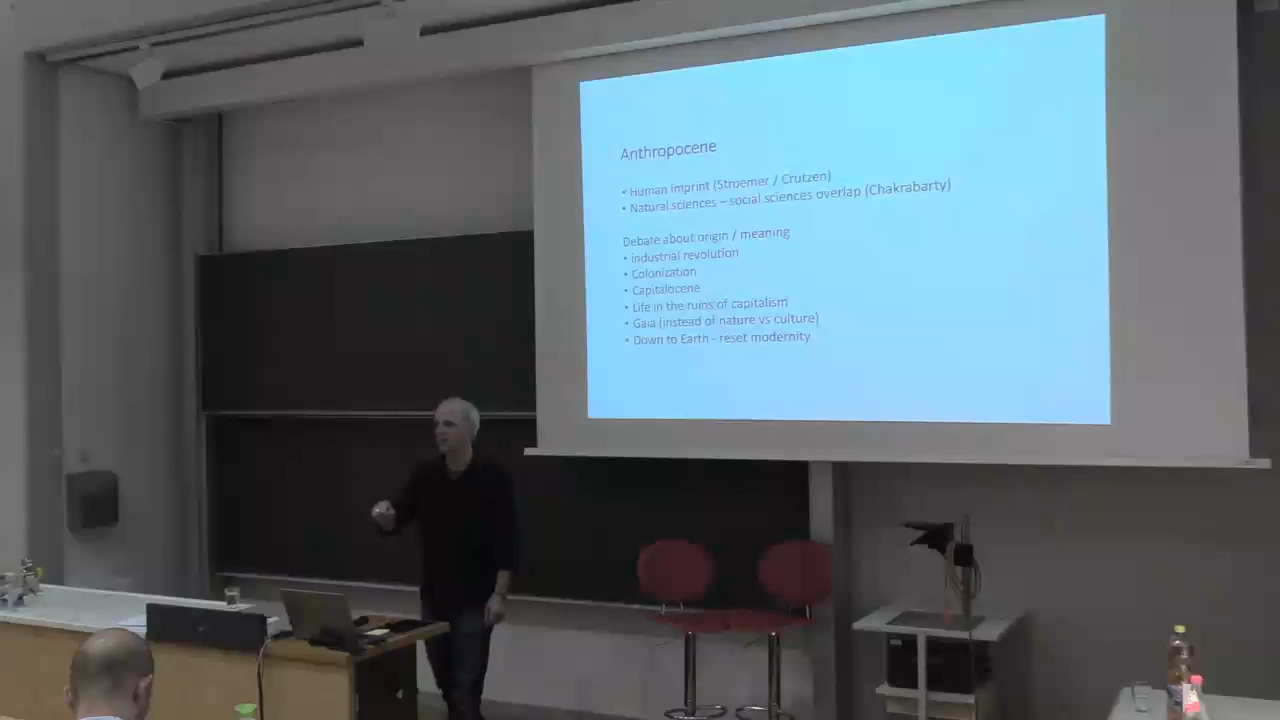 Anthropocene
• Human imprint (Stroemer / Crutzen)
• Natural sciences – social sciences overlap (Chakrabarty)
Debate about origin / meaning
• industrial revolution
• Colonization
• Capitalocene
• Life in the ruins of capitalism
• Gaia (instead of nature vs culture)
• Down to Earth - reset modernity